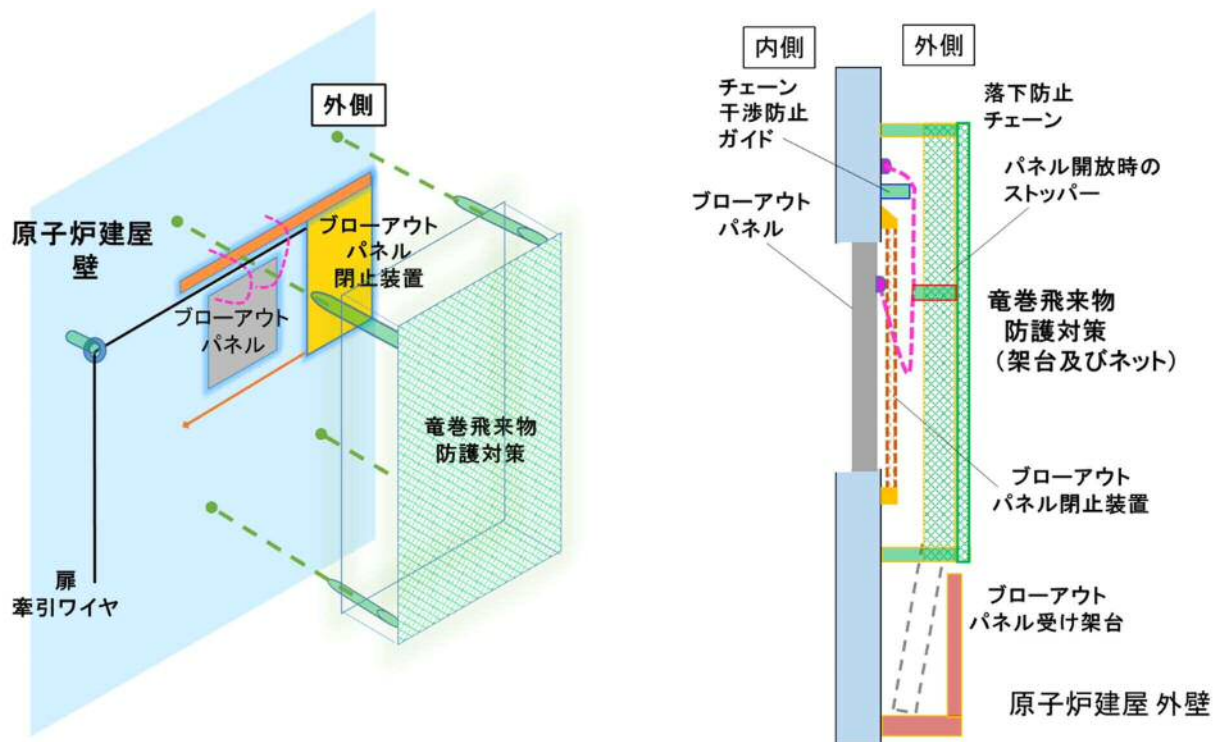 外側
原子炉建屋
壁
ブローアウト
パネル
閉止装置
ブローアウト
パネル
竜巻飛来物
防護対策
扉
牽引ワイヤ
内側
外側
チェーン
干渉防止
ガイド
落下防止
チェーン
パネル開放時の
ストッパー
ブローアウト
パネル
竜巻飛来物
防護対策
（架台及びネット）
ブローアウト
パネル閉止装置
ブローアウト
パネル受け架台
原子炉建屋 外壁